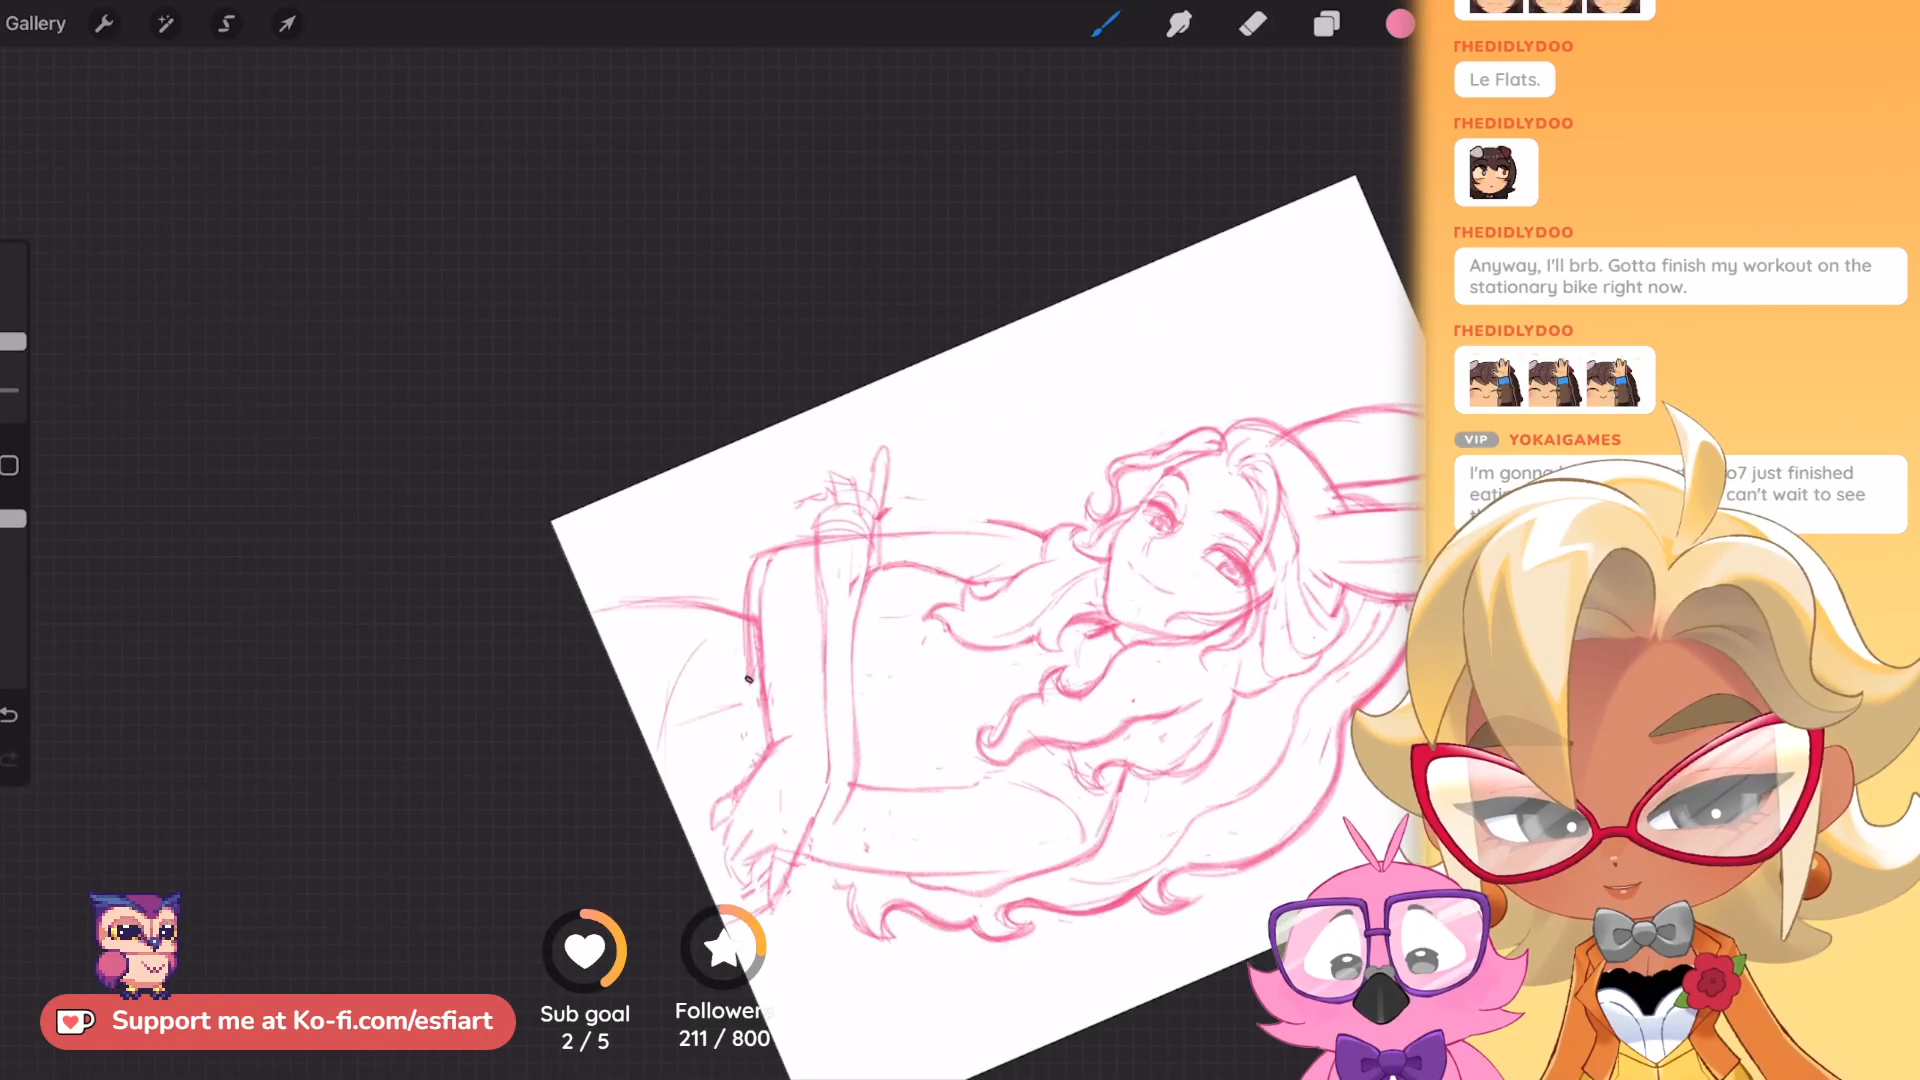 Gallery
THEDIDLYDOO
Le Flats.
THEDIDLYDOO
THEDIDLYDOO
Anyway, I'll brb. Gotta finish my workout on the
stationary bike right now.
THEDIDLYDOO
VIP YOKAIGAMES
I'm gonna o7 just finished
can't wait to see
Support me at Ko-fi.com/esfiart
Sub goal
2 / 5
Followers
211 / 800